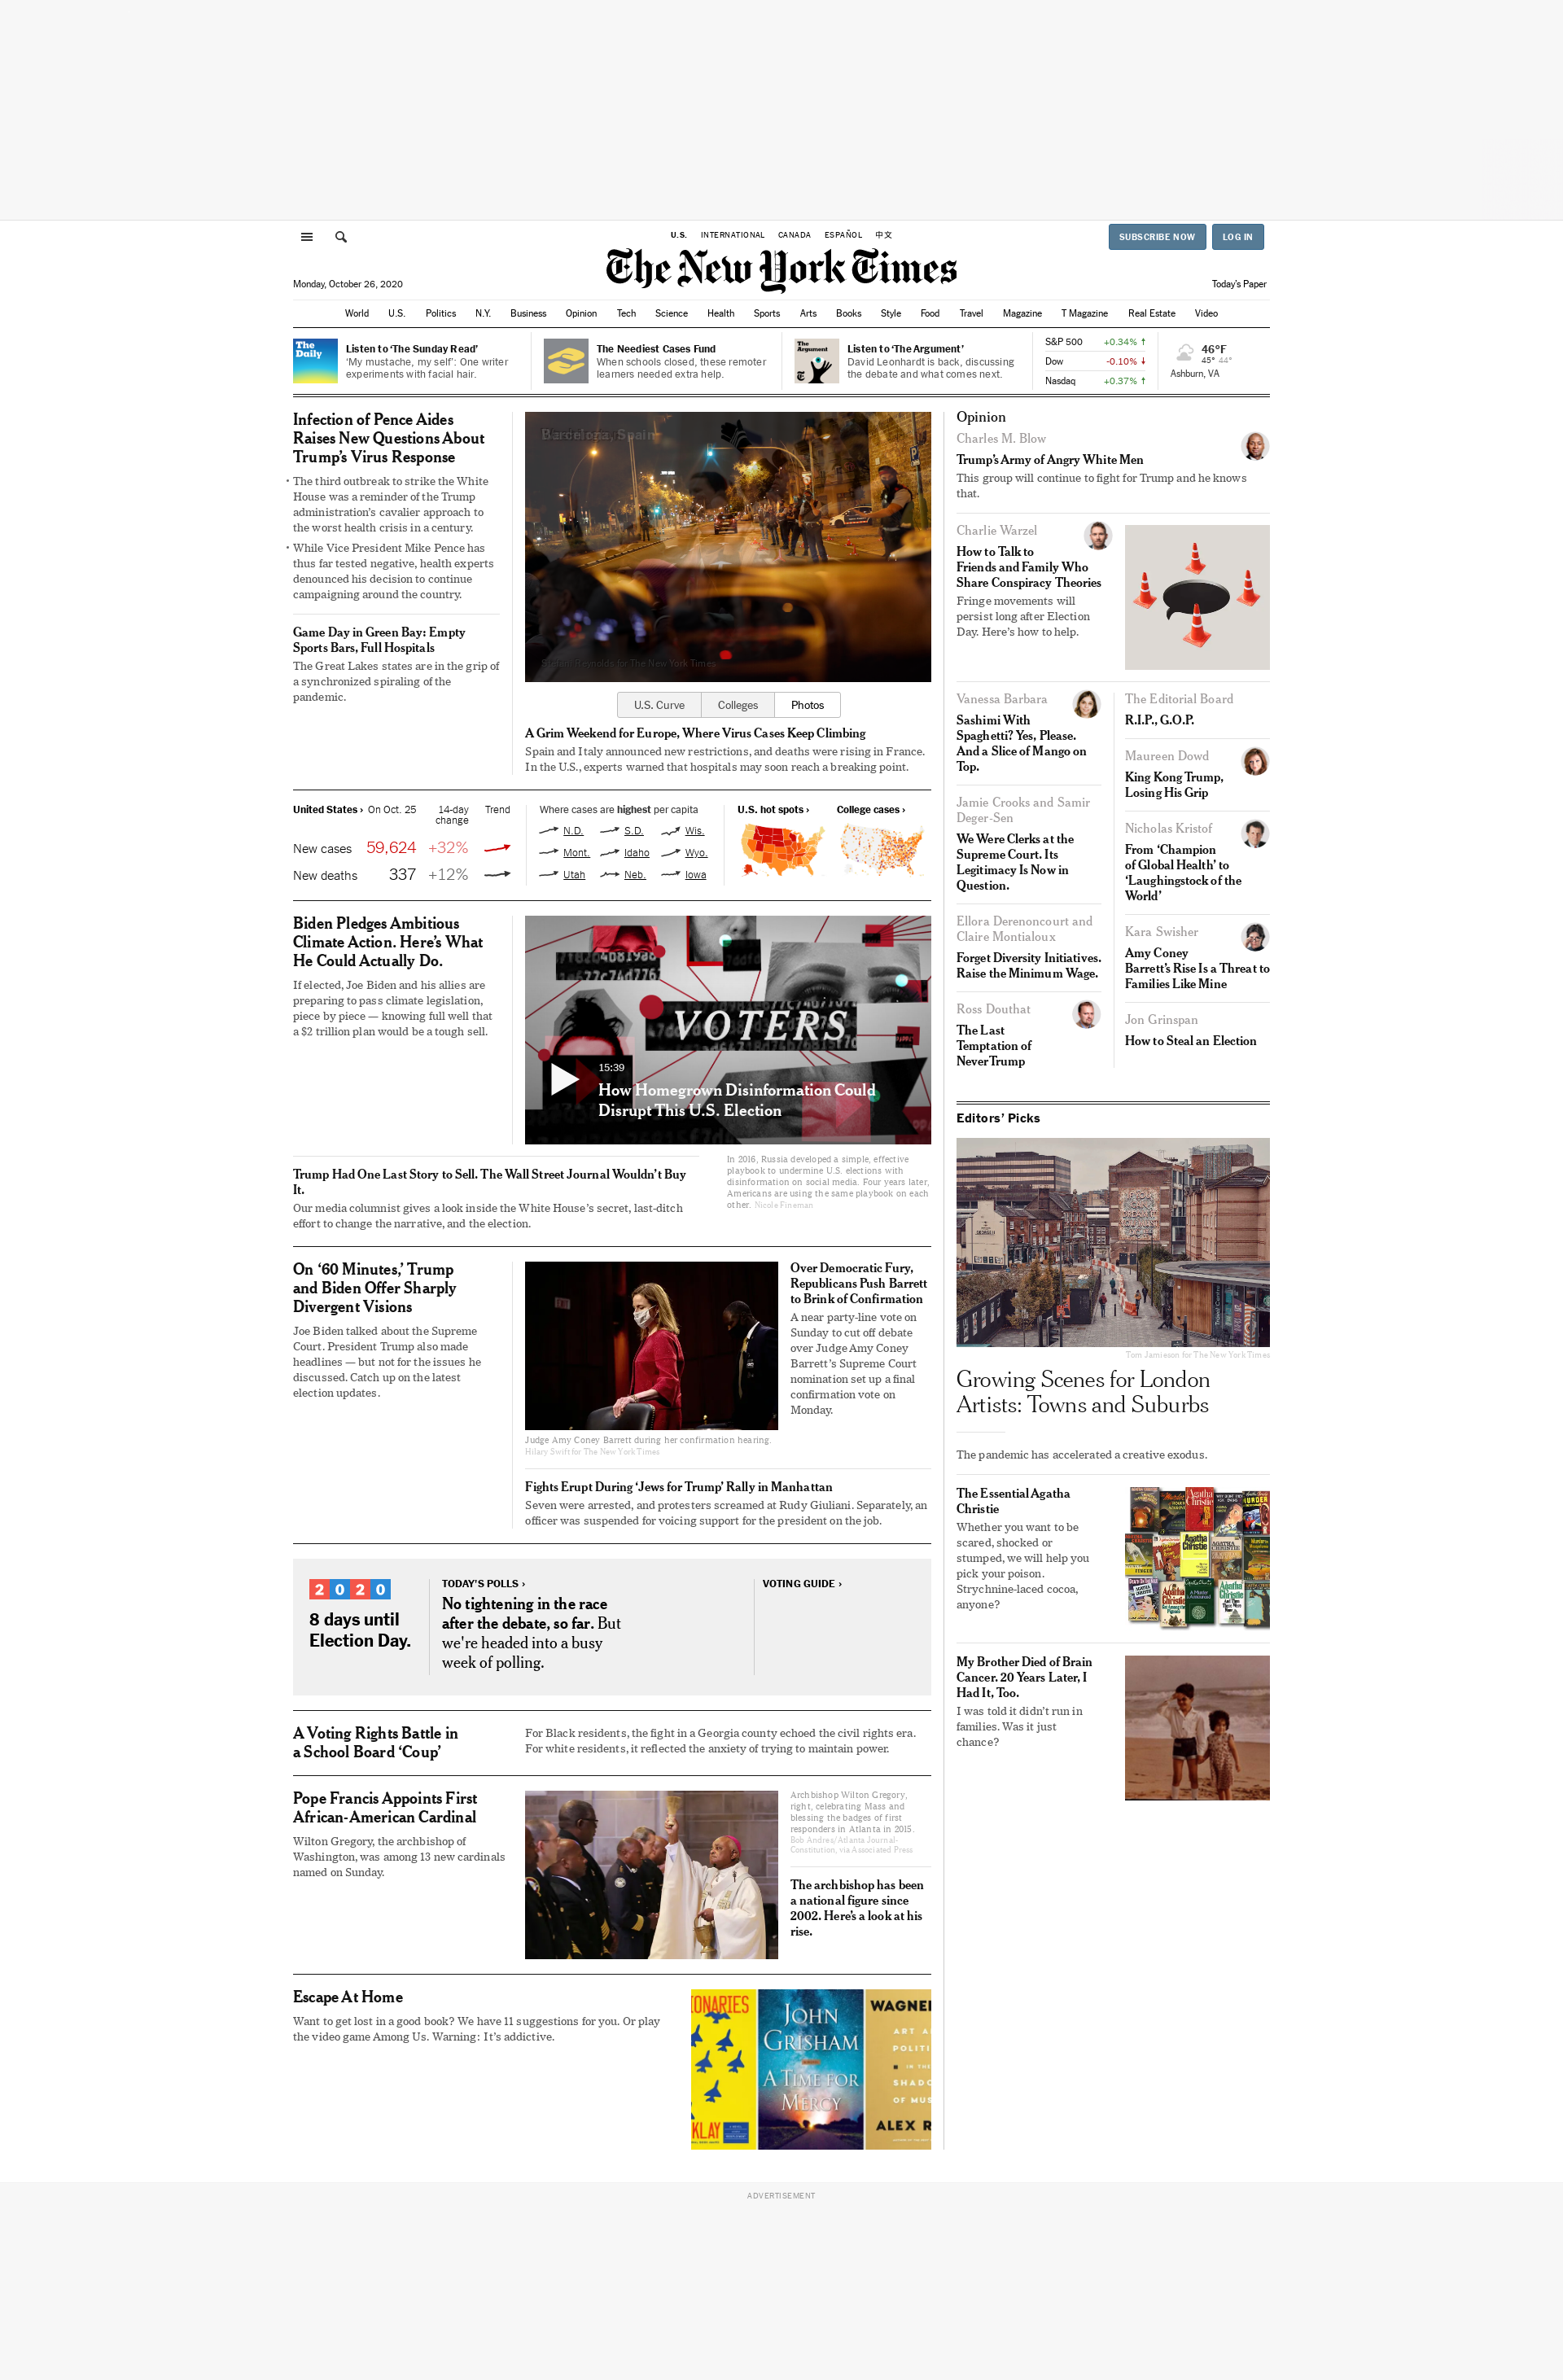 U.S. INTERNATIONAL CANADA ESPAÑOL 中文
SUBSCRIBE NOW LOG IN
The New York Times
Monday, October 26, 2020
Today's Paper
World U.S. Politics N.Y. Business Opinion Tech Science Health Sports Arts Books Style Food Travel Magazine T Magazine Real Estate Video
The
Daily
Listen to ‘The Sunday Read’
‘My mustache, my self’: One writer
experiments with facial hair.
The Neediest Cases Fund
When schools closed, these remoter
learners needed extra help.
The
Argument
Listen to ‘The Argument’
David Leonhardt is back, discussing
the debate and what comes next.
S&P 500 +0.34% ↑
Dow -0.10% ↓
Nasdaq +0.37% ↑
46°F
45° 44°
Ashburn, VA
Infection of Pence Aides
Raises New Questions About
Trump’s Virus Response
• The third outbreak to strike the White
House was a reminder of the Trump
administration’s cavalier approach to
the worst health crisis in a century.
• While Vice President Mike Pence has
thus far tested negative, health experts
denounced his decision to continue
campaigning around the country.
Game Day in Green Bay: Empty
Sports Bars, Full Hospitals
The Great Lakes states are in the grip of
a synchronized spiraling of the
pandemic.
Barcelona, Spain
Reynolds for The New York Times
U.S. Curve Colleges Photos
A Grim Weekend for Europe, Where Virus Cases Keep Climbing
Spain and Italy announced new restrictions, and deaths were rising in France.
In the U.S., experts warned that hospitals may soon reach a breaking point.
United States › On Oct. 25 14-day
change Trend
New cases 59,624 +32%
New deaths 337 +12%
Where cases are highest per capita
N.D. S.D. Wis.
Mont. Idaho Wyo.
Utah Neb. Iowa
U.S. hot spots › College cases ›
Biden Pledges Ambitious
Climate Action. Here’s What
He Could Actually Do.
If elected, Joe Biden and his allies are
preparing to pass climate legislation,
piece by piece — knowing full well that
a $2 trillion plan would be a tough sell.
VOTERS
15:39
How Homegrown Disinformation Could
Disrupt This U.S. Election
In 2016, Russia developed a simple, effective
playbook to undermine U.S. elections with
disinformation on social media. Four years later,
Americans are using the same playbook on each
other. Nicole Fineman
Trump Had One Last Story to Sell. The Wall Street Journal Wouldn’t Buy
It.
Our media columnist gives a look inside the White House’s secret, last-ditch
effort to change the narrative, and the election.
On ‘60 Minutes,’ Trump
and Biden Offer Sharply
Divergent Visions
Joe Biden talked about the Supreme
Court. President Trump also made
headlines — but not for the issues he
discussed. Catch up on the latest
election updates.
Judge Amy Coney Barrett during her confirmation hearing.
Hilary Swift for The New York Times
Over Democratic Fury,
Republicans Push Barrett
to Brink of Confirmation
A near party-line vote on
Sunday to cut off debate
over Judge Amy Coney
Barrett’s Supreme Court
nomination set up a final
confirmation vote on
Monday.
Fights Erupt During ‘Jews for Trump’ Rally in Manhattan
Seven were arrested, and protesters screamed at Rudy Giuliani. Separately, an
officer was suspended for voicing support for the president on the job.
2020
8 days until
Election Day.
TODAY’S POLLS ›
No tightening in the race
after the debate, so far. But
we're headed into a busy
week of polling.
VOTING GUIDE ›
A Voting Rights Battle in
a School Board ‘Coup’
For Black residents, the fight in a Georgia county echoed the civil rights era.
For white residents, it reflected the anxiety of trying to maintain power.
Pope Francis Appoints First
African-American Cardinal
Wilton Gregory, the archbishop of
Washington, was among 13 new cardinals
named on Sunday.
Archbishop Wilton Gregory,
right, celebrating Mass and
blessing the badges of first
responders in Atlanta in 2015.
Bob Andres/Atlanta Journal-
Constitution, via Associated Press
The archbishop has been
a national figure since
2002. Here’s a look at his
rise.
Escape At Home
Want to get lost in a good book? We have 11 suggestions for you. Or play
the video game Among Us. Warning: It’s addictive.
ONARIES
KLAY
JOHN
GRISHAM
A TIME FOR
MERCY
WAGNER
ART A
POLITI
IN THE
SHADO
OF MUS
ALEX R
Opinion
Charles M. Blow
Trump’s Army of Angry White Men
This group will continue to fight for Trump and he knows
that.
Charlie Warzel
How to Talk to
Friends and Family Who
Share Conspiracy Theories
Fringe movements will
persist long after Election
Day. Here’s how to help.
Vanessa Barbara
Sashimi With
Spaghetti? Yes, Please.
And a Slice of Mango on
Top.
Jamie Crooks and Samir
Deger-Sen
We Were Clerks at the
Supreme Court. Its
Legitimacy Is Now in
Question.
Ellora Derenoncourt and
Claire Montialoux
Forget Diversity Initiatives.
Raise the Minimum Wage.
Ross Douthat
The Last
Temptation of
NeverTrump
The Editorial Board
R.I.P., G.O.P.
Maureen Dowd
King Kong Trump,
Losing His Grip
Nicholas Kristof
From ‘Champion
of Global Health’ to
‘Laughingstock of the
World’
Kara Swisher
Amy Coney
Barrett’s Rise Is a Threat to
Families Like Mine
Jon Grinspan
How to Steal an Election
Editors’ Picks
Tom Jamieson for The New York Times
Growing Scenes for London
Artists: Towns and Suburbs
The pandemic has accelerated a creative exodus.
The Essential Agatha
Christie
Whether you want to be
scared, shocked or
stumped, we will help you
pick your poison.
Strychnine-laced cocoa,
anyone?
Agatha
Christie
My Brother Died of Brain
Cancer. 20 Years Later, I
Had It, Too.
I was told it didn’t run in
families. Was it just
chance?
ADVERTISEMENT